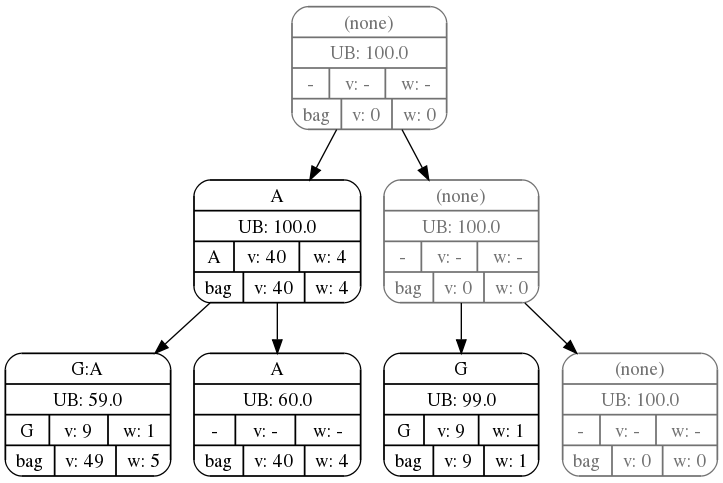 (none)
UB: 100.0
- v: - w: -
bag v: 0 w: 0
A
UB: 100.0
A v: 40 w: 4
bag v: 40 w: 4
(none)
UB: 100.0
- v: - w: -
bag v: 0 w: 0
G:A
UB: 59.0
G v: 9 w: 1
bag v: 49 w: 5
A
UB: 60.0
- v: - w: -
bag v: 40 w: 4
G
UB: 99.0
G v: 9 w: 1
bag v: 9 w: 1
(none)
UB: 100.0
- v: - w: -
bag v: 0 w: 0